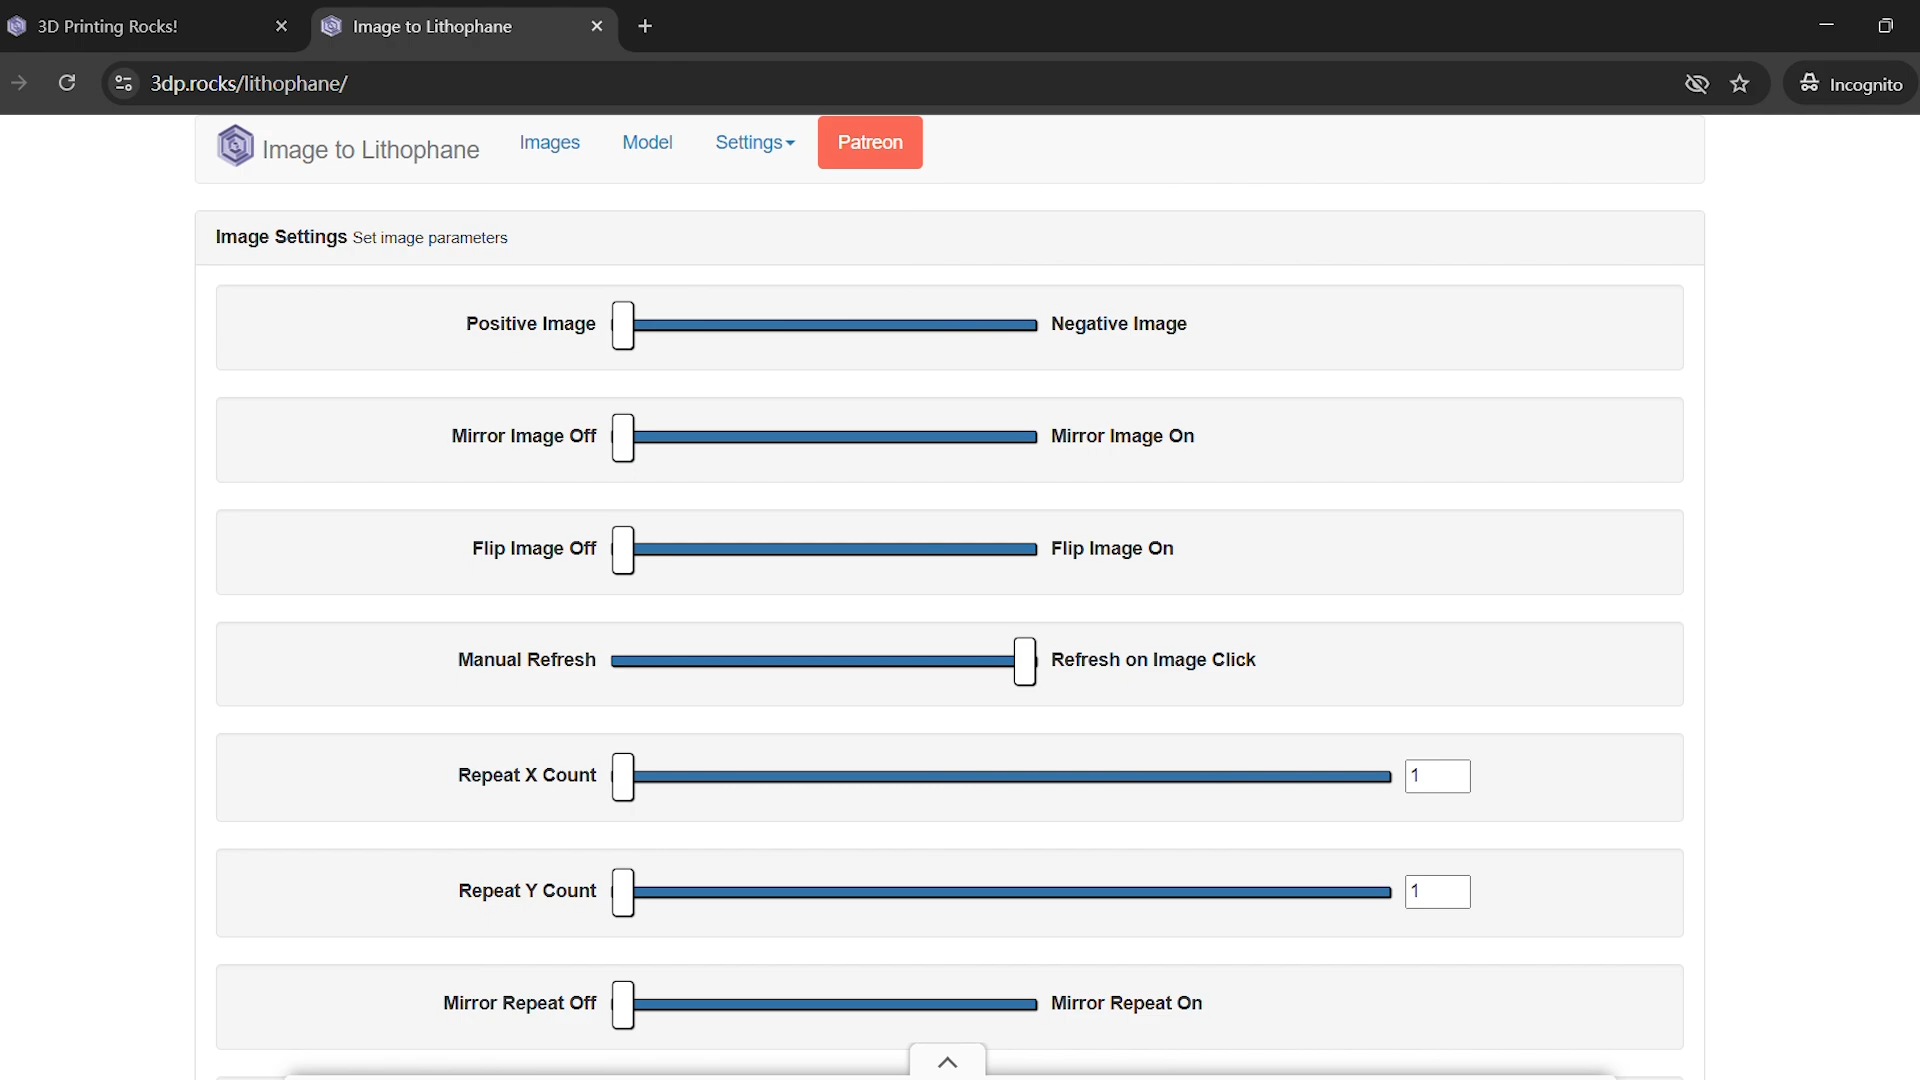 3D Printing Rocks!
Image to Lithophane
3dp.rocks/lithophane/
Incognito
Image to Lithophane
Images
Model
Settings
Patreon
Image Settings Set image parameters
Positive Image
Negative Image
Mirror Image Off
Mirror Image On
Flip Image Off
Flip Image On
Manual Refresh
Refresh on Image Click
Repeat X Count
1
Repeat Y Count
1
Mirror Repeat Off
Mirror Repeat On